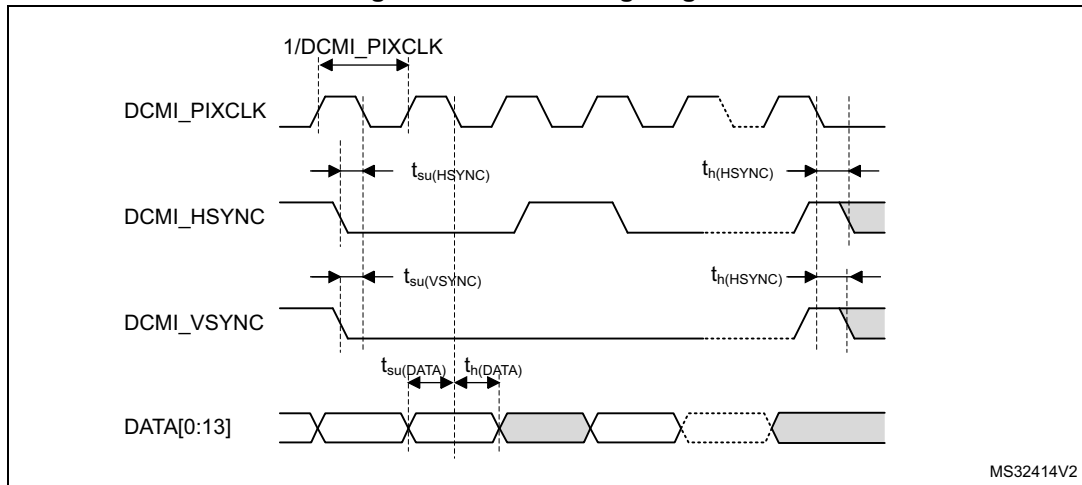 1/DCMI_PIXCLK
DCMI_PIXCLK
tsu(HSYNC)
th(HSYNC)
DCMI_HSYNC
tsu(VSYNC)
th(HSYNC)
DCMI_VSYNC
tsu(DATA) th(DATA)
DATA[0:13]
MS32414V2